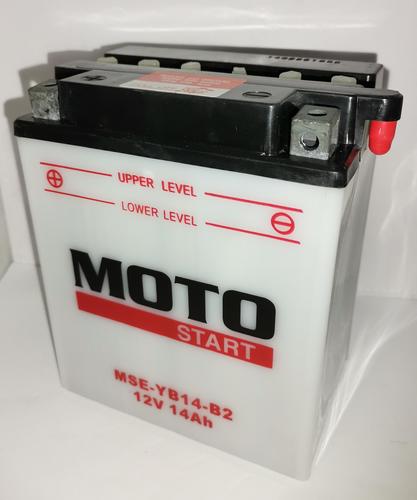 UPPER LEVEL
LOWER LEVEL
MOTO
START
MSE-YB14-B2
12V 14Ah